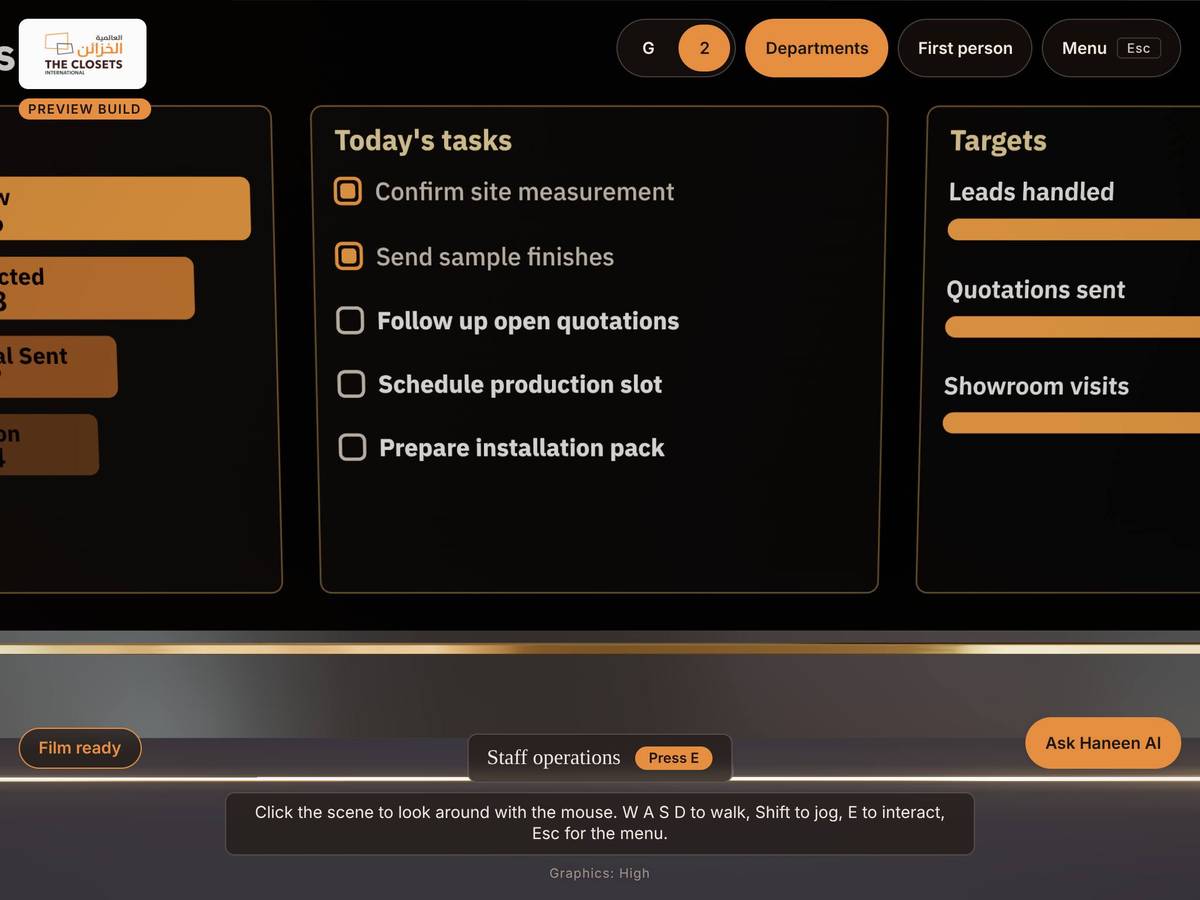 s
العالمية
الخزائن
THE CLOSETS
INTERNATIONAL
PREVIEW BUILD
G
2
Departments
First person
Menu
Esc
cted
al Sent
Today's tasks
Confirm site measurement
Send sample finishes
Follow up open quotations
Schedule production slot
Prepare installation pack
Targets
Leads handled
Quotations sent
Showroom visits
Film ready
Staff operations
Press E
Ask Haneen AI
Click the scene to look around with the mouse. W A S D to walk, Shift to jog, E to interact,
Esc for the menu.
Graphics: High